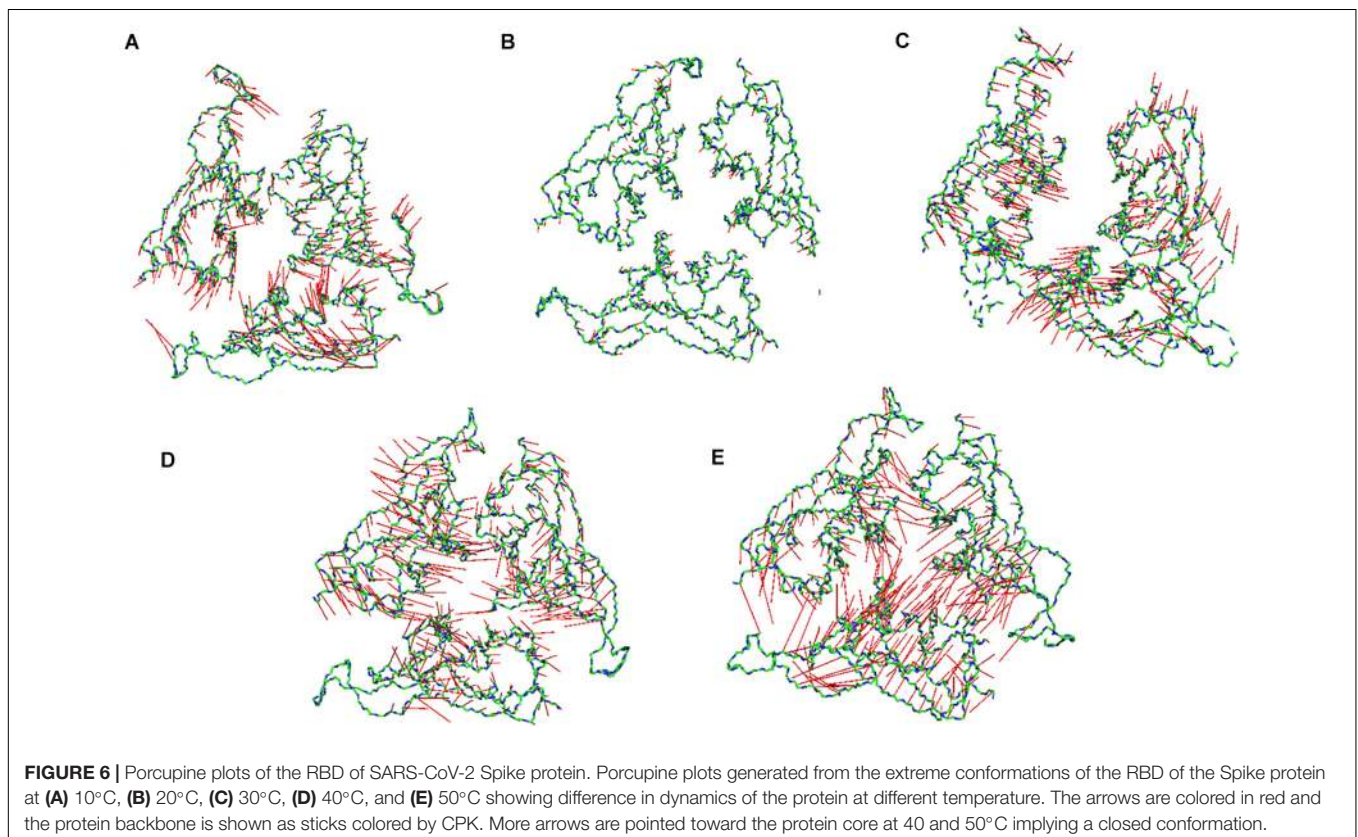 A
B
C
D
E
FIGURE 6 | Porcupine plots of the RBD of SARS-CoV-2 Spike protein. Porcupine plots generated from the extreme conformations of the RBD of the Spike protein
at (A) 10°C, (B) 20°C, (C) 30°C, (D) 40°C, and (E) 50°C showing difference in dynamics of the protein at different temperature. The arrows are colored in red and
the protein backbone is shown as sticks colored by CPK. More arrows are pointed toward the protein core at 40 and 50°C implying a closed conformation.